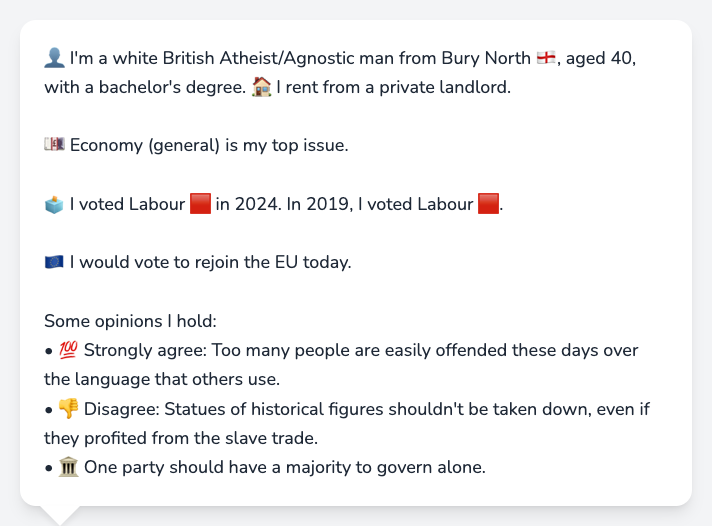 👤 I'm a white British Atheist/Agnostic man from Bury North 🏴󠁧󠁢󠁥󠁮󠁧󠁿, aged 40,
with a bachelor's degree. 🏠 I rent from a private landlord.
💷 Economy (general) is my top issue.
🗳️ I voted Labour 🟥 in 2024. In 2019, I voted Labour 🟥.
🇪🇺 I would vote to rejoin the EU today.
Some opinions I hold:
• 💯 Strongly agree: Too many people are easily offended these days over
the language that others use.
• 👎 Disagree: Statues of historical figures shouldn't be taken down, even if
they profited from the slave trade.
• 🏛️ One party should have a majority to govern alone.